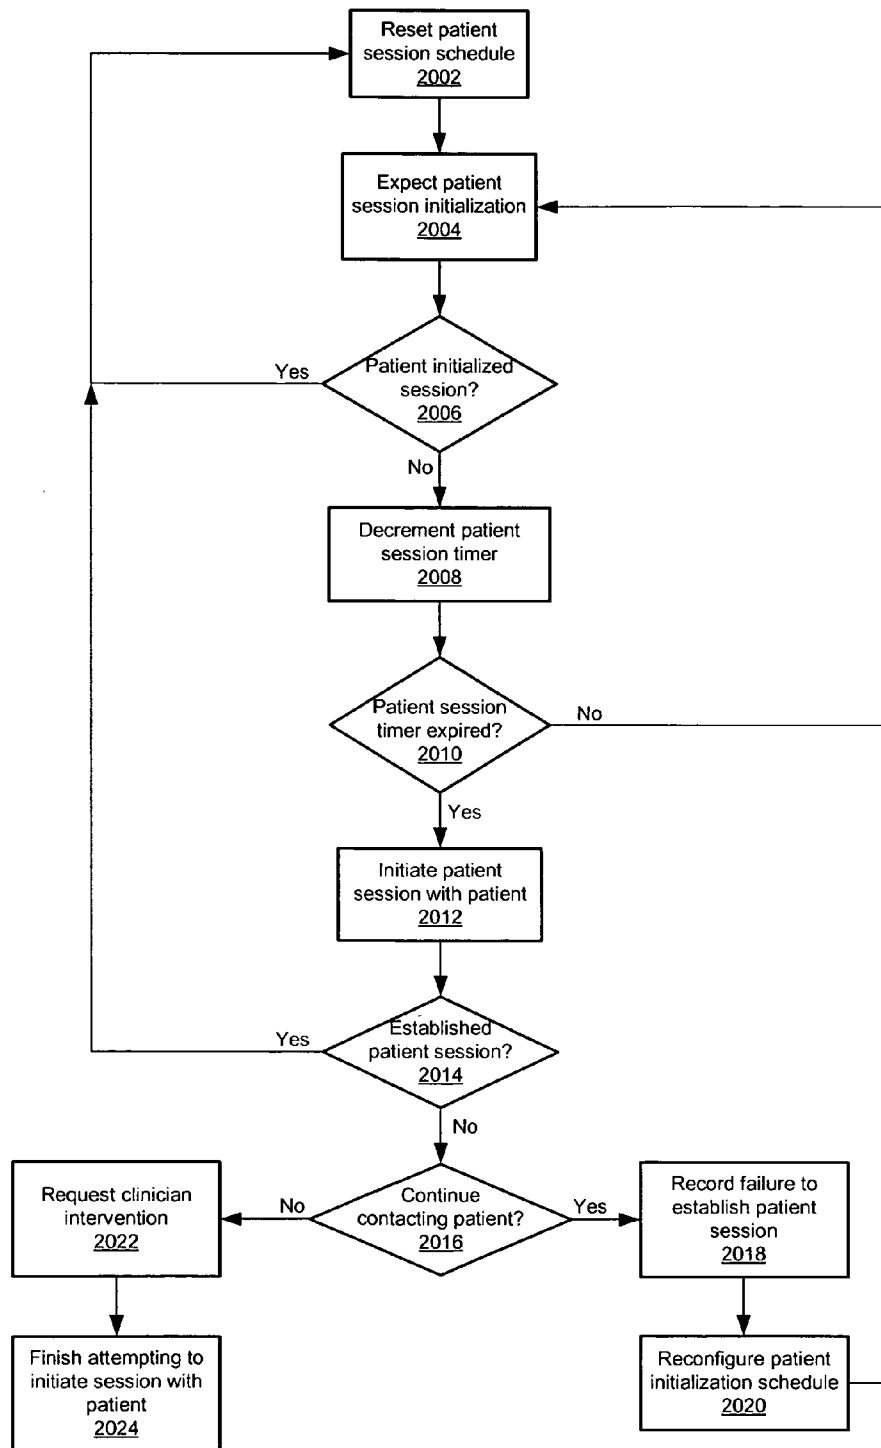 Reset patient
session schedule
2002
Expect patient
session initialization
2004
Yes
Patient initialized
session?
2006
No
Decrement patient
session timer
2008
Patient session
timer expired?
2010
No
Yes
Initiate patient
session with patient
2012
Yes
Established
patient session?
2014
No
Request clinician
intervention
2022
No
Continue
contacting patient?
2016
Yes
Record failure to
establish patient
session
2018
Finish attempting to
initiate session with
patient
2024
Reconfigure patient
initialization schedule
2020